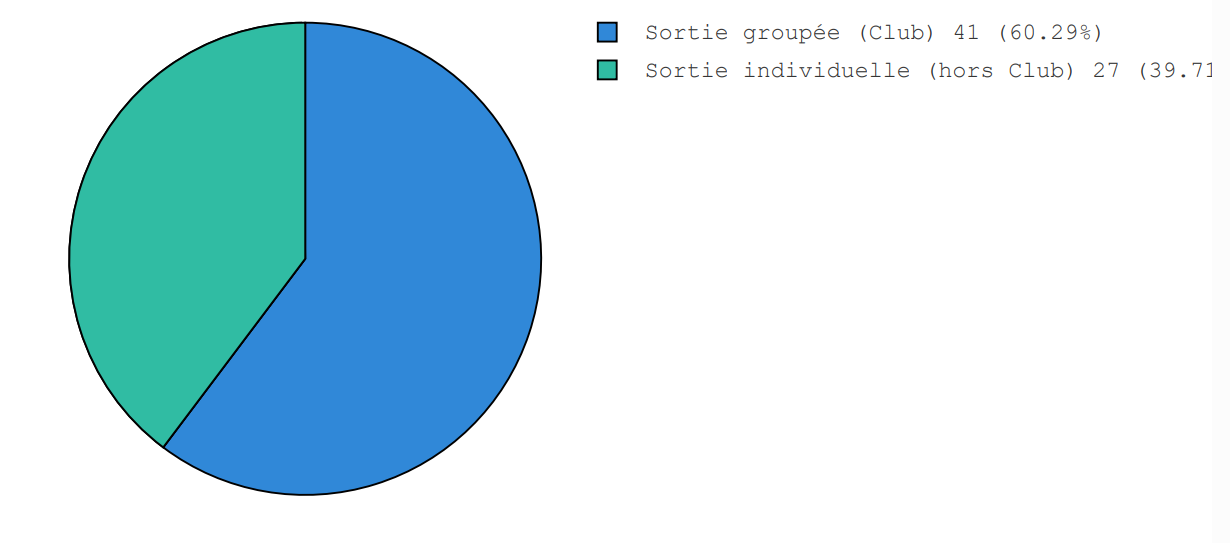 Sortie groupée (Club) 41 (60.29%)
Sortie individuelle (hors Club) 27 (39.71